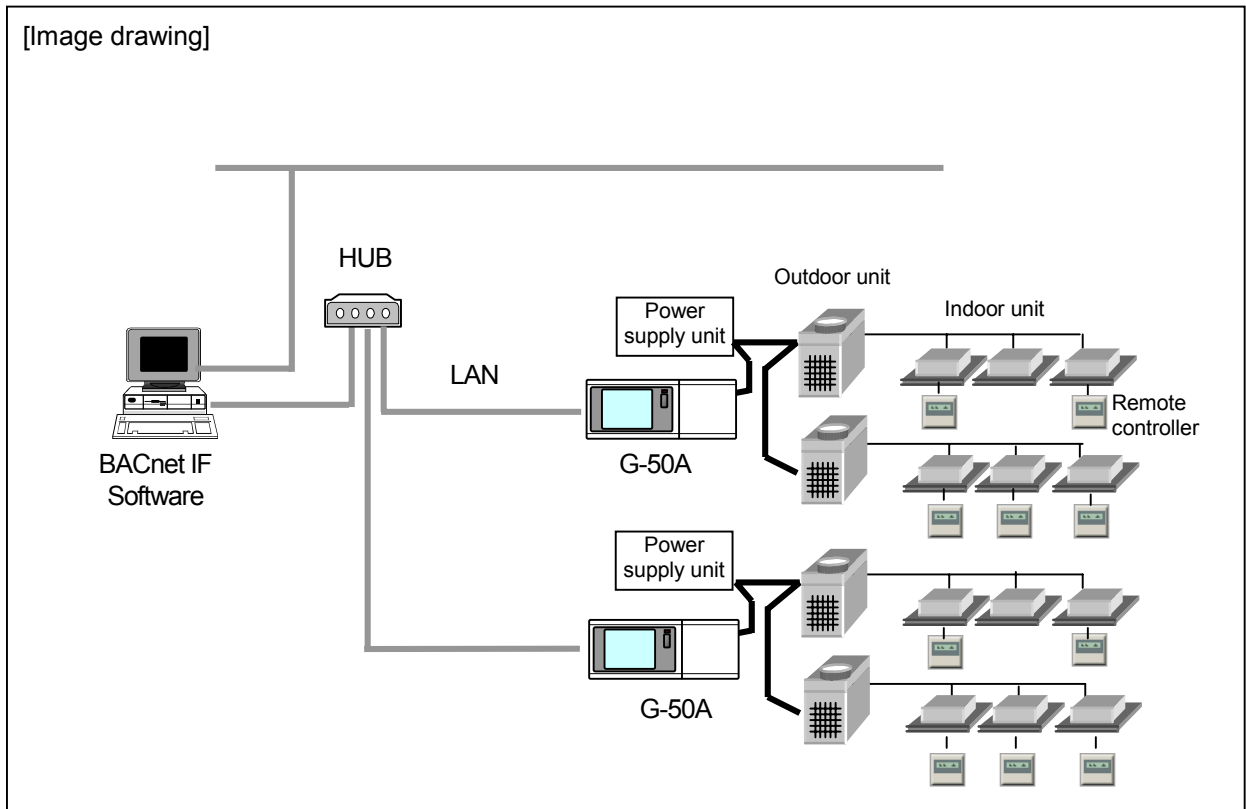 [Image drawing]
HUB
Outdoor unit
Power
supply unit
Indoor unit
LAN
Remote
controller
G-50A
BACnet IF
Software
Power
supply unit
G-50A